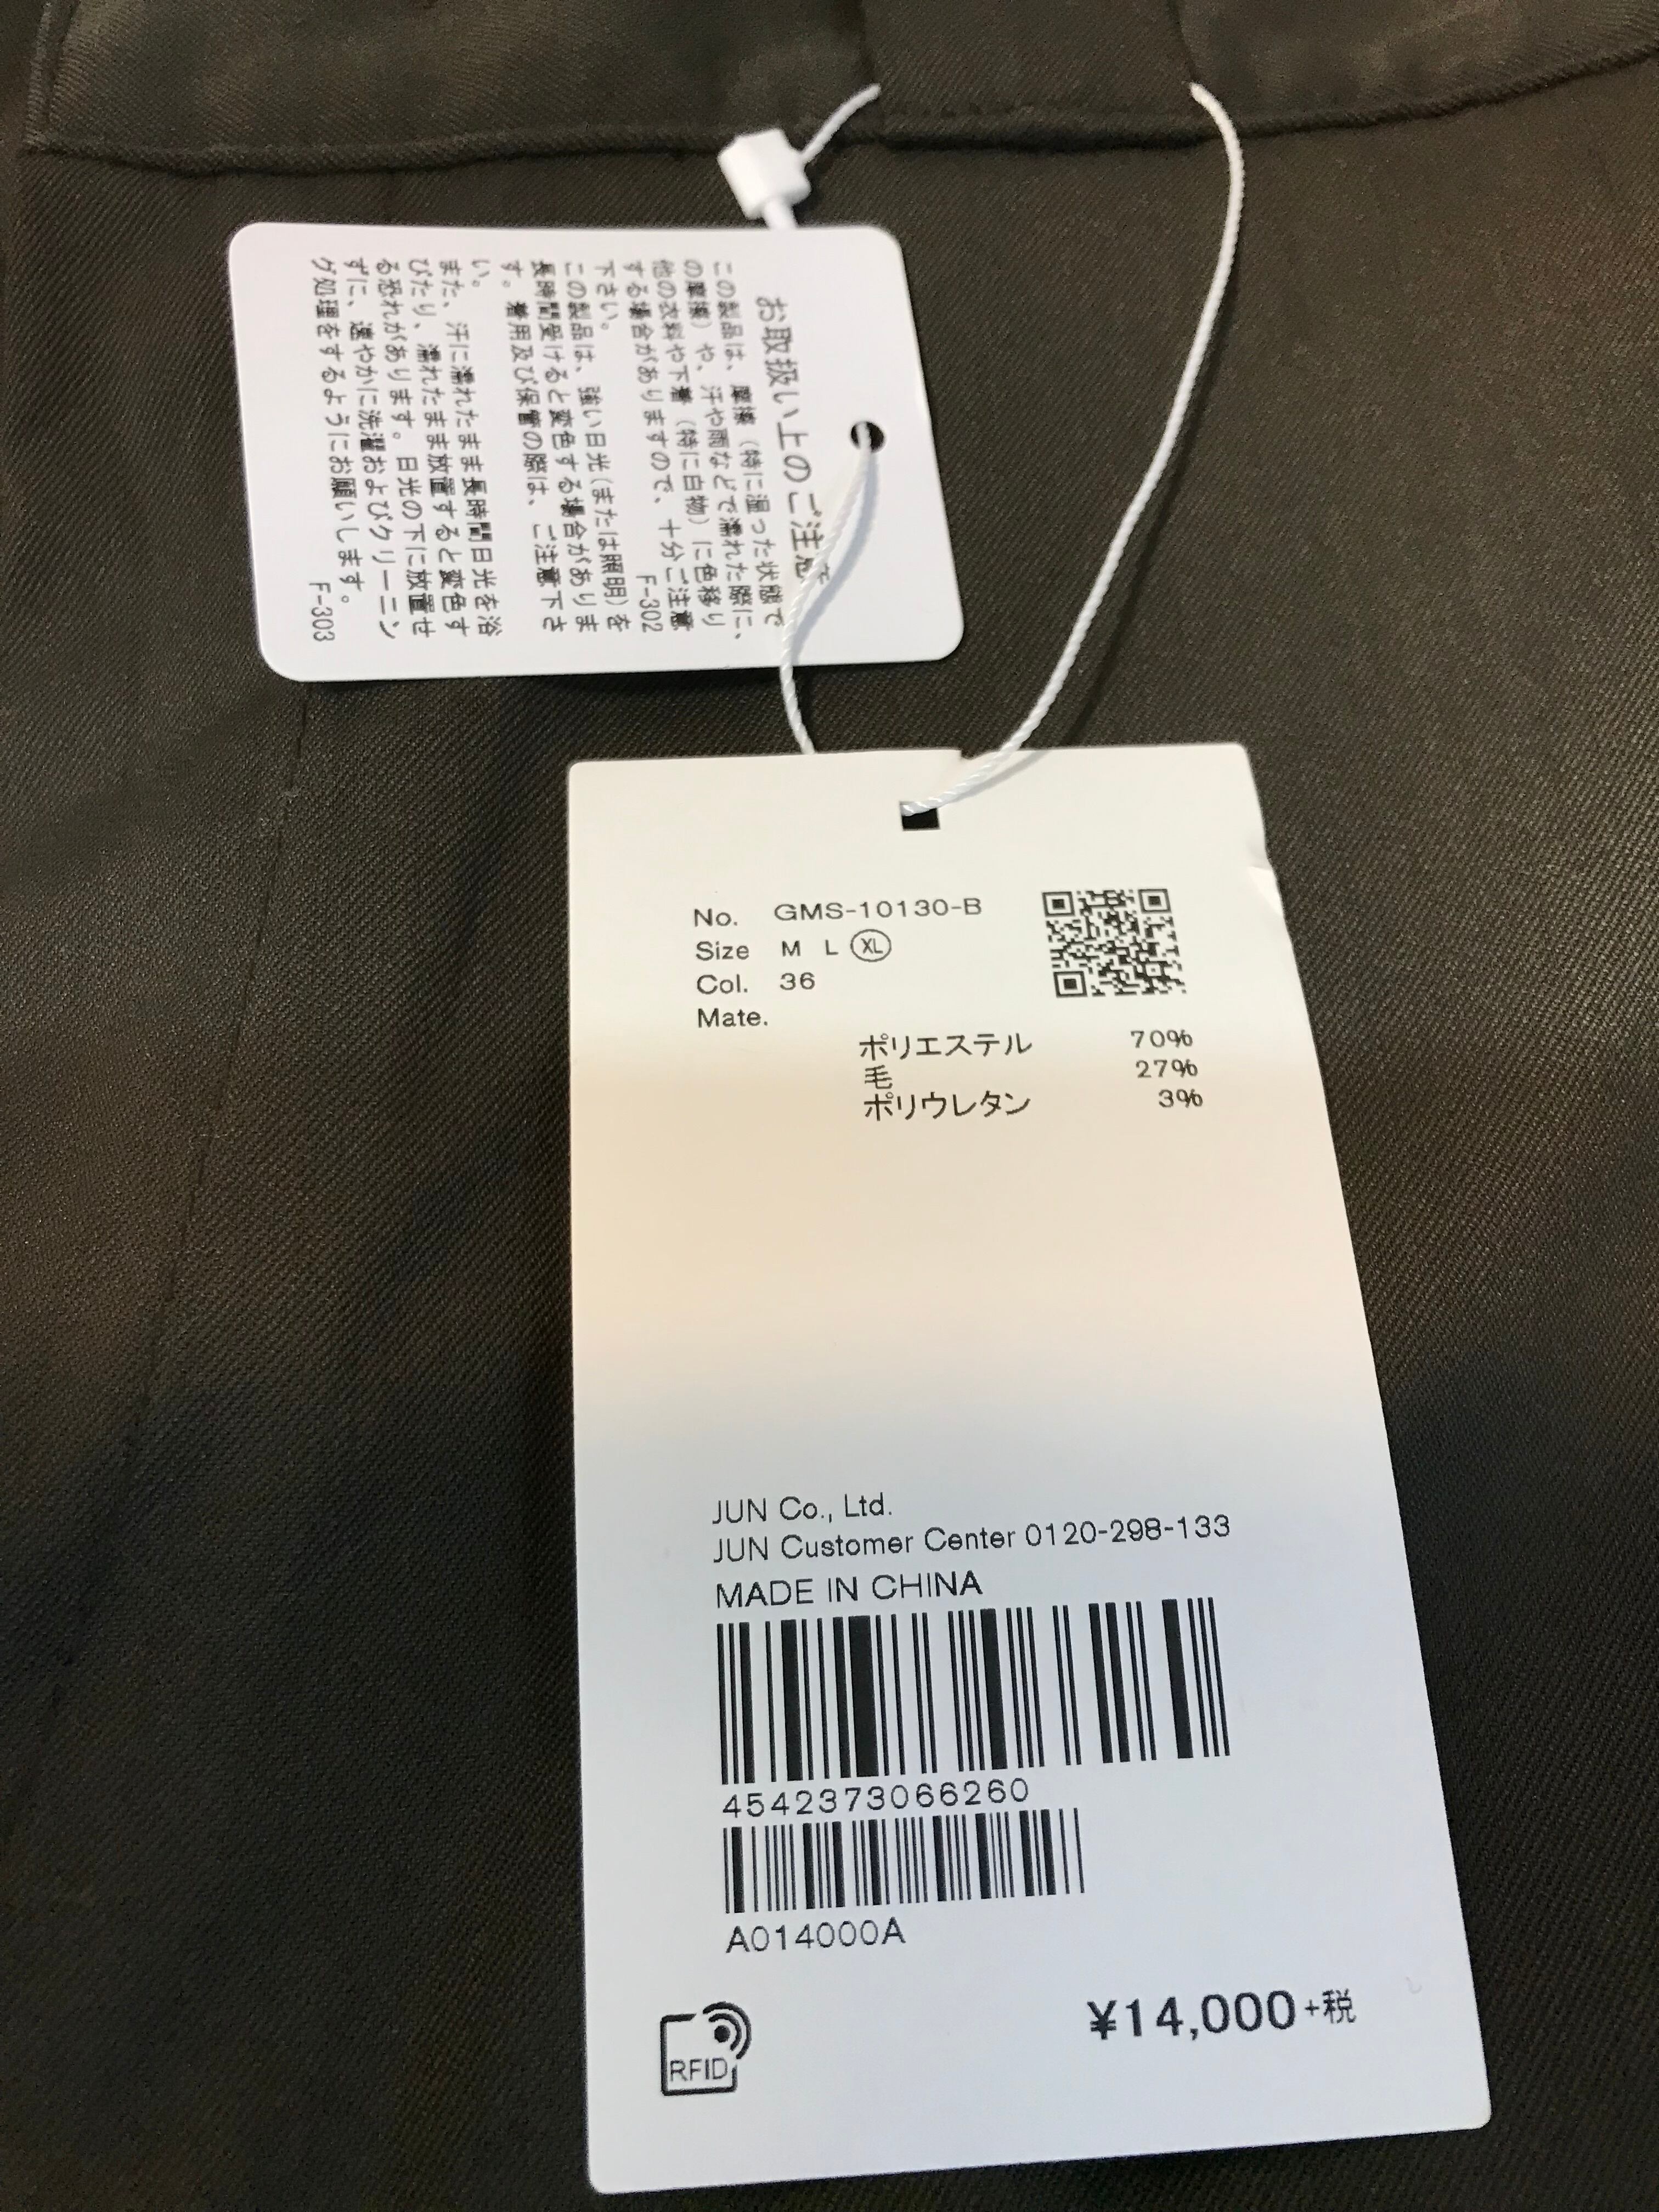 お取扱い上のご注意
この製品は、摩擦（特に湿った状態で
の摩擦）や、汗や雨などで濡れた際に、
他の衣料や下着（特に白物）に色移り
する場合がありますので、十分ご注意
下さい。 F-302
この製品は、強い日光（または照明）を
長時間受けると変色する場合がありま
す。着用及び保管の際は、ご注意下さ
い。
また、汗に濡れたまま長時間日光を浴
びたり、濡れたまま放置すると変色す
る恐れがあります。日光の下に放置せ
ずに、速やかに洗濯およびクリーニン
グ処理をするようにお願いします。
F-303
No. GMS-10130-B
Size M L XL
Col. 36
Mate.
ポリエステル 70%
毛 27%
ポリウレタン 3%
JUN Co., Ltd.
JUN Customer Center 0120-298-133
MADE IN CHINA
4542373066260
A014000A
RFID
¥14,000+税